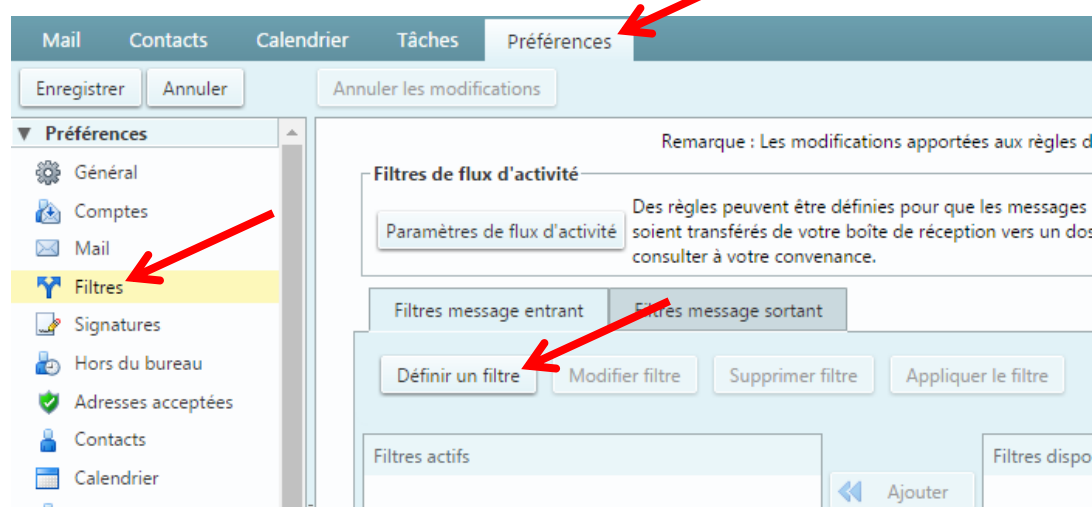 Mail Contacts Calendrier Tâches Préférences
Enregistrer Annuler Annuler les modifications
Préférences
Général
Comptes
Mail
Filtres
Signatures
Hors du bureau
Adresses acceptées
Contacts
Calendrier
Remarque : Les modifications apportées aux règles d
Filtres de flux d'activité
Paramètres de flux d'activité
Des règles peuvent être définies pour que les messages
soient transférés de votre boîte de réception vers un dos
consulter à votre convenance.
Filtres message entrant Filtres message sortant
Définir un filtre Modifier filtre Supprimer filtre Appliquer le filtre
Filtres actifs Filtres dispo
Ajouter